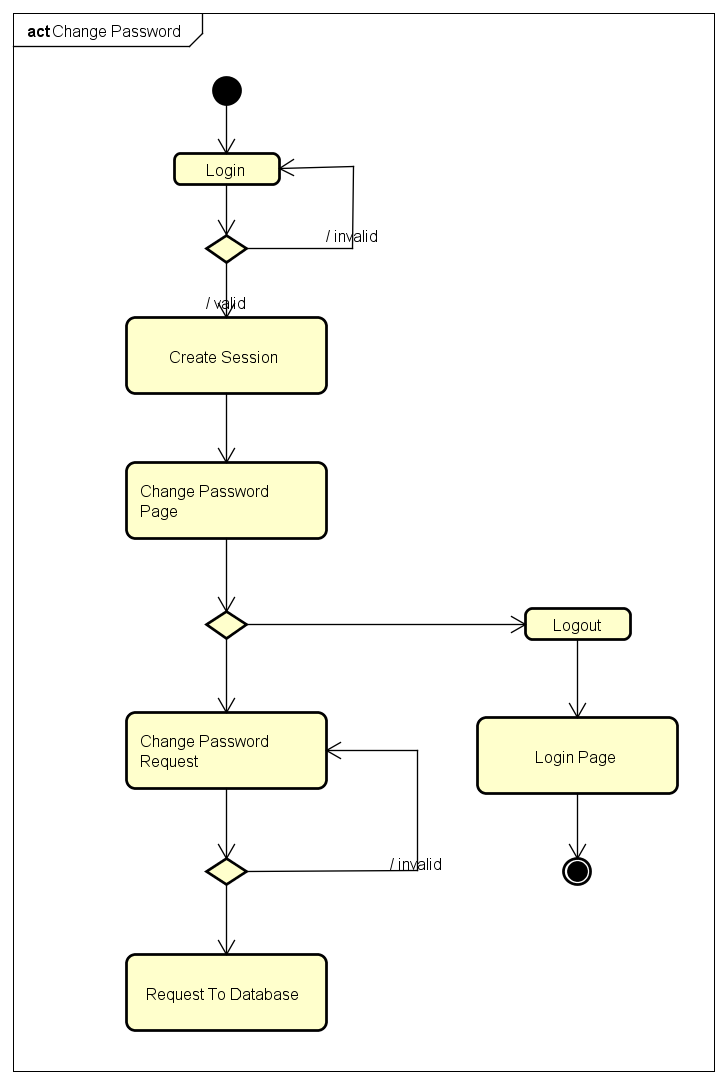 act Change Password
Login
/ invalid
/ valid
Create Session
Change Password
Page
Logout
Change Password
Request
Login Page
/ invalid
Request To Database